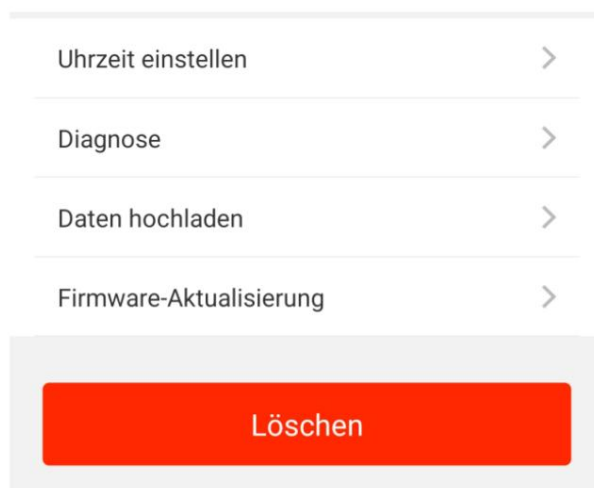 Uhrzeit einstellen
Diagnose
Daten hochladen
Firmware-Aktualisierung
Löschen